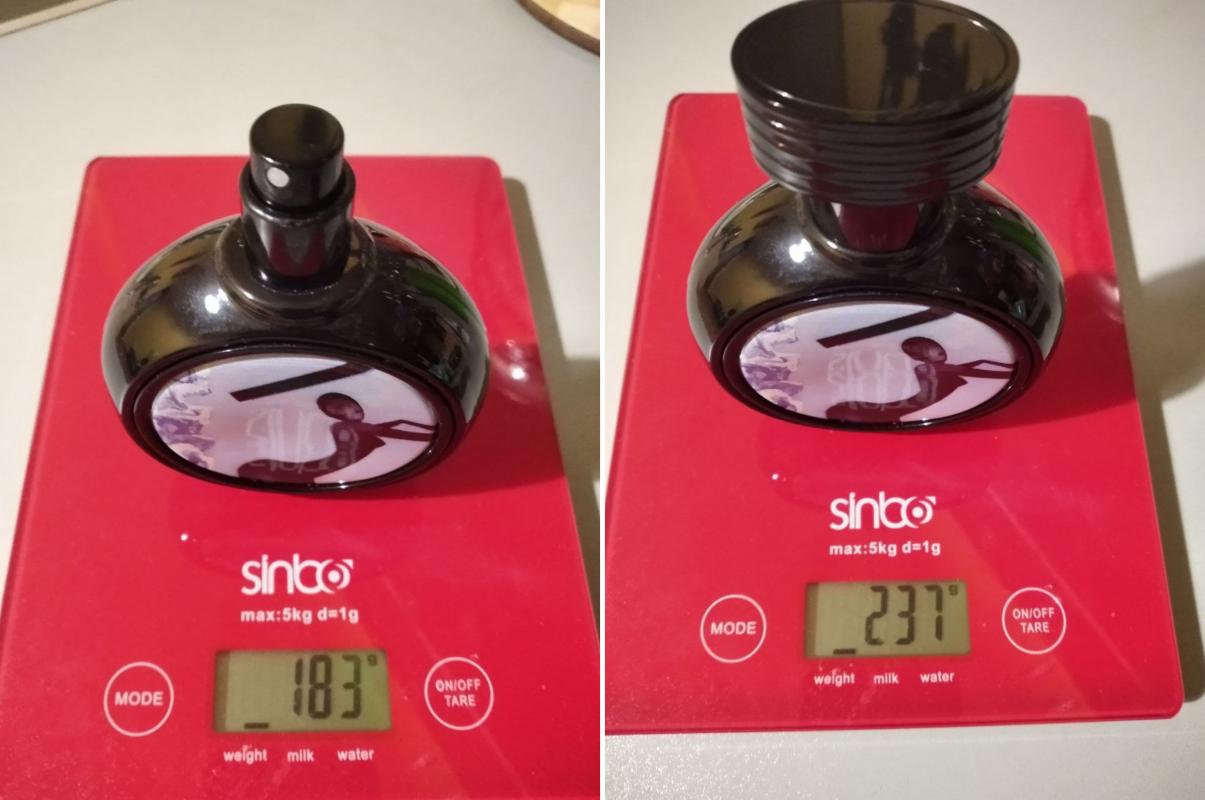 sinbo
max:5kg d=1g
MODE
183g
ON/OFF
TARE
weight milk water
sinbo
max:5kg d=1g
MODE
237g
ON/OFF
TARE
weight milk water